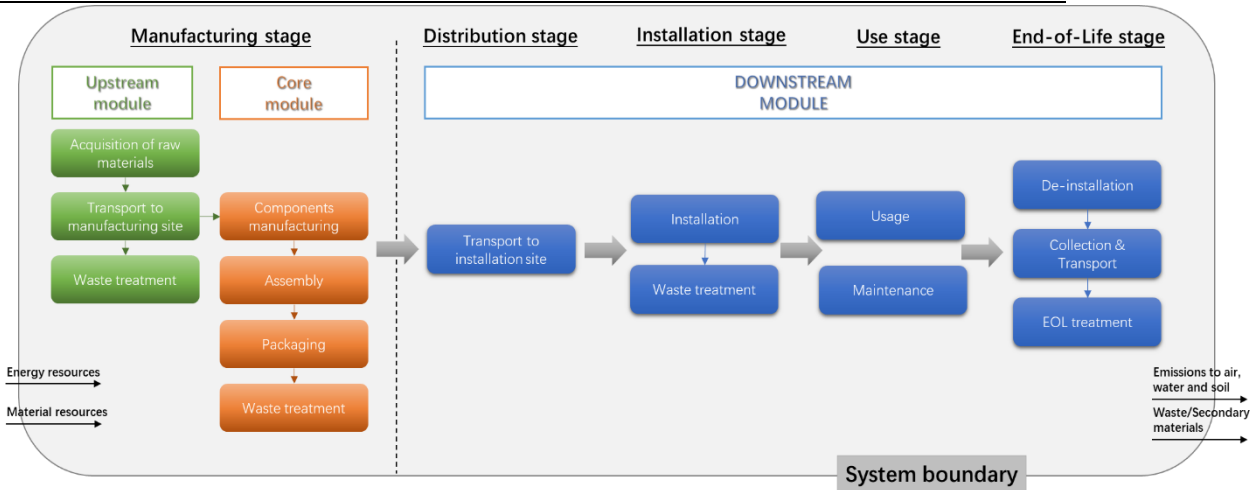 Manufacturing stage
Distribution stage
Installation stage
Use stage
End-of-Life stage
Upstream
module
Core
module
DOWNSTREAM
MODULE
Acquisition of raw
materials
Transport to
manufacturing site
Waste treatment
Components
manufacturing
Assembly
Packaging
Waste treatment
Transport to
installation site
Installation
Waste treatment
Usage
Maintenance
De-installation
Collection &
Transport
EOL treatment
Energy resources
Material resources
Emissions to air,
water and soil
Waste/Secondary
materials
System boundary